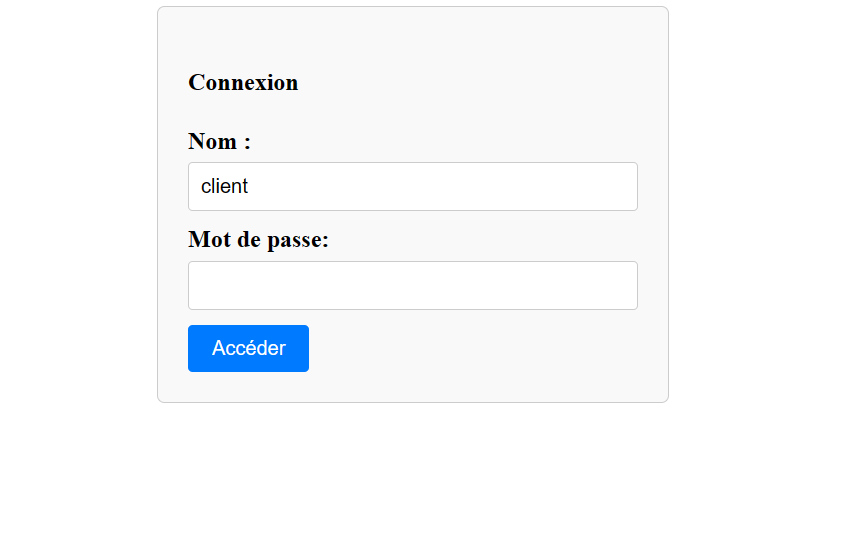 Connexion
Nom :
client
Mot de passe:
Accéder